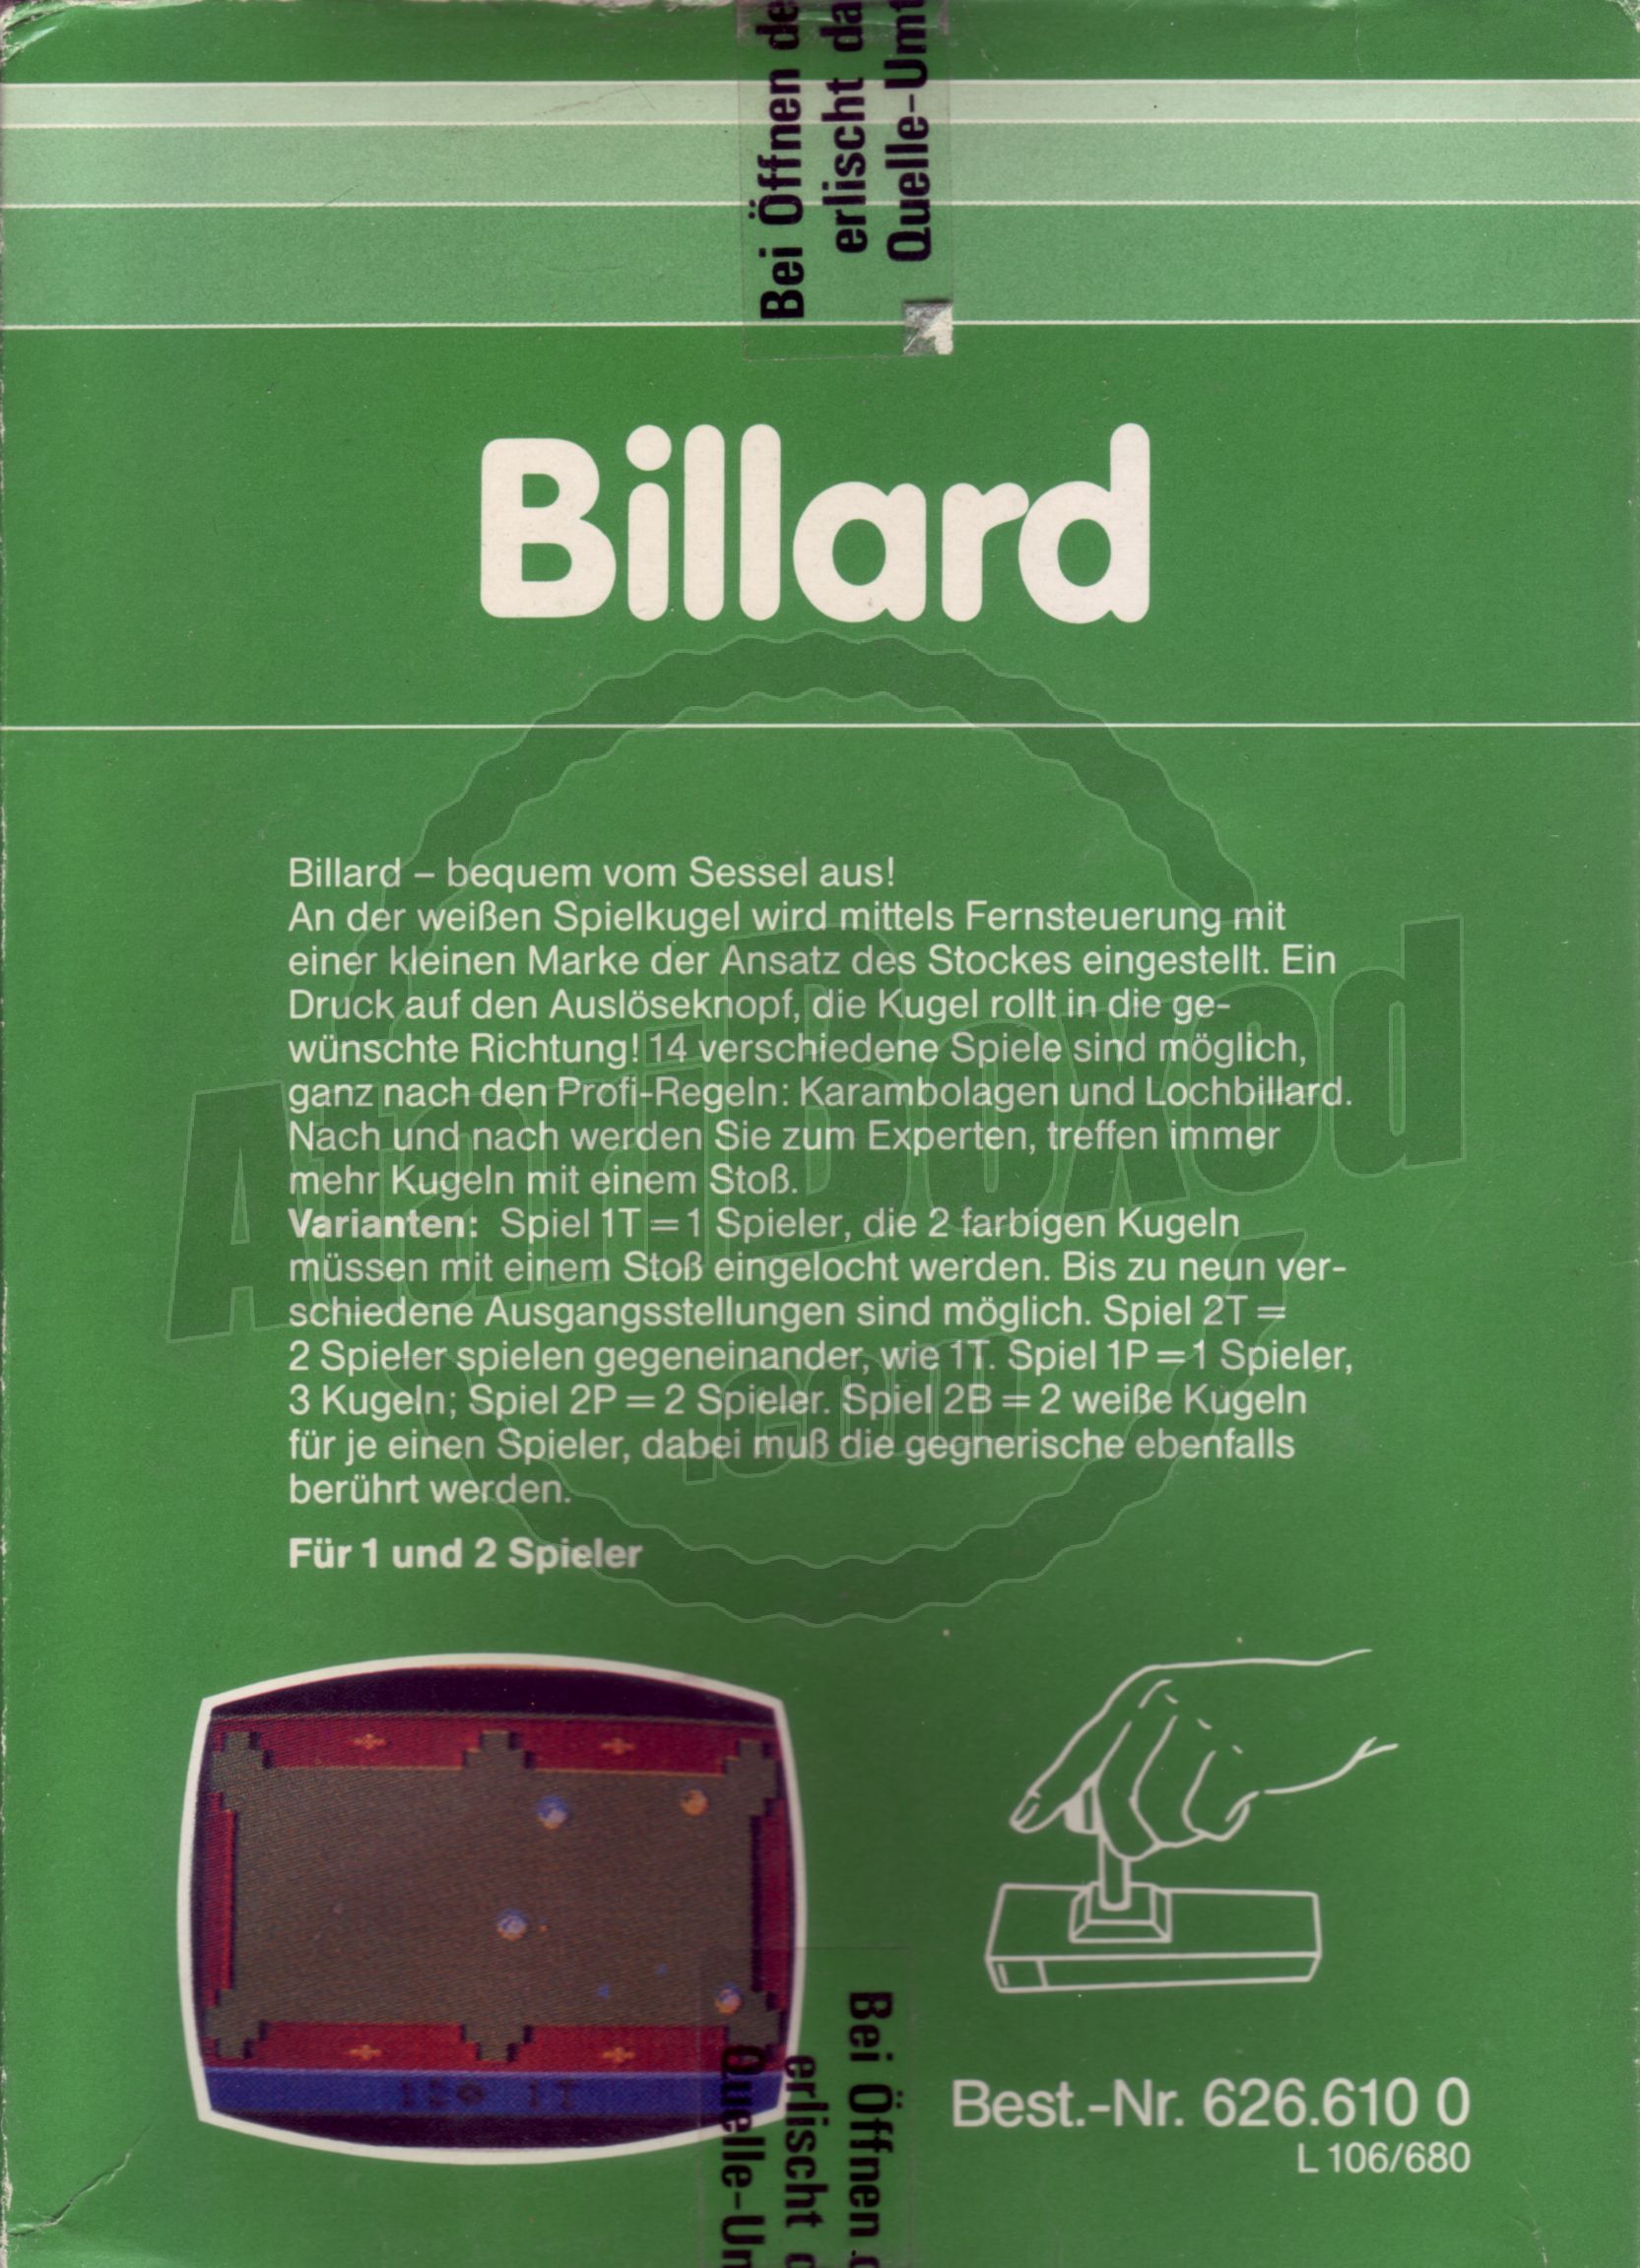 Bei Öffnen de
erlischt da
Quelle-Umt
Billard
Billard – bequem vom Sessel aus!
An der weißen Spielkugel wird mittels Fernsteuerung mit
einer kleinen Marke der Ansatz des Stockes eingestellt. Ein
Druck auf den Auslöseknopf, die Kugel rollt in die ge-
wünschte Richtung! 14 verschiedene Spiele sind möglich,
ganz nach den Profi-Regeln: Karambolagen und Lochbillard.
Nach und nach werden Sie zum Experten, treffen immer
mehr Kugeln mit einem Stoß.
Varianten: Spiel 1T = 1 Spieler, die 2 farbigen Kugeln
müssen mit einem Stoß eingelocht werden. Bis zu neun ver-
schiedene Ausgangsstellungen sind möglich. Spiel 2T =
2 Spieler spielen gegeneinander, wie 1T. Spiel 1P = 1 Spieler,
3 Kugeln; Spiel 2P = 2 Spieler. Spiel 2B = 2 weiße Kugeln
für je einen Spieler, dabei muß die gegnerische ebenfalls
berührt werden.
Für 1 und 2 Spieler
AtariBoxed
.com
1T
Bei Öffnen d
erlischt d
Quelle-Um
Best.-Nr. 626.610 0
L 106/680